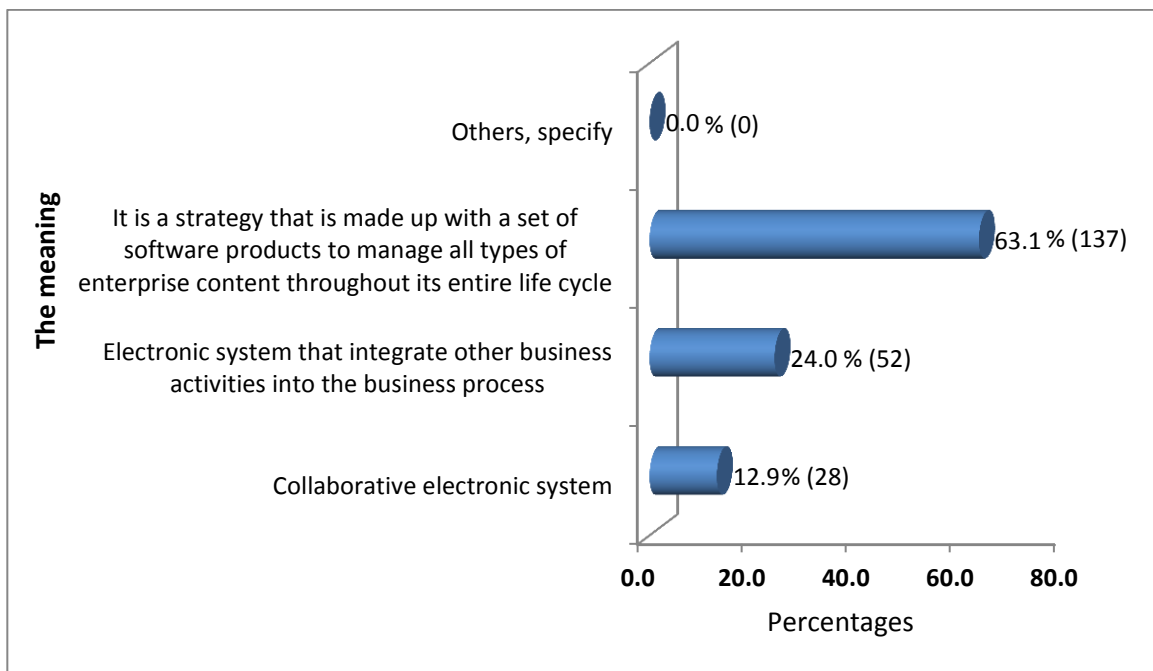 The meaning
Others, specify
0.0 % (0)
It is a strategy that is made up with a set of
software products to manage all types of
enterprise content throughout its entire life cycle
63.1 % (137)
Electronic system that integrate other business
activities into the business process
24.0 % (52)
Collaborative electronic system
12.9% (28)
0.0 20.0 40.0 60.0 80.0
Percentages